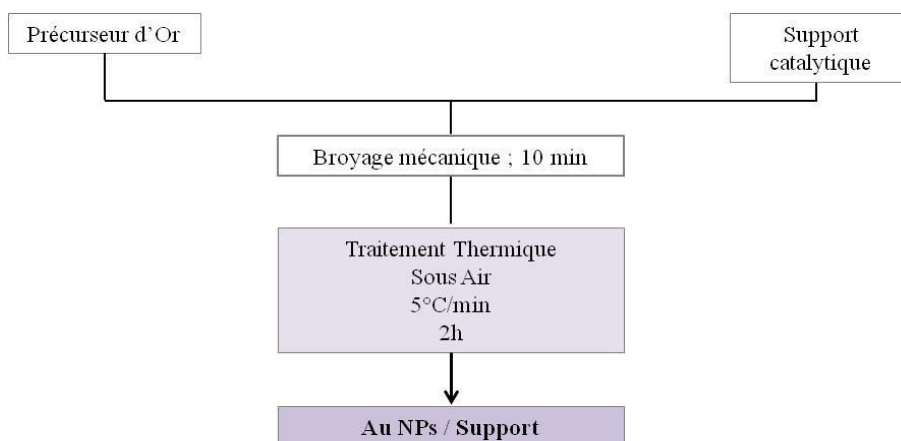 Précurseur d’Or
Support
catalytique
Broyage mécanique ; 10 min
Traitement Thermique
Sous Air
5°C/min
2h
Au NPs / Support